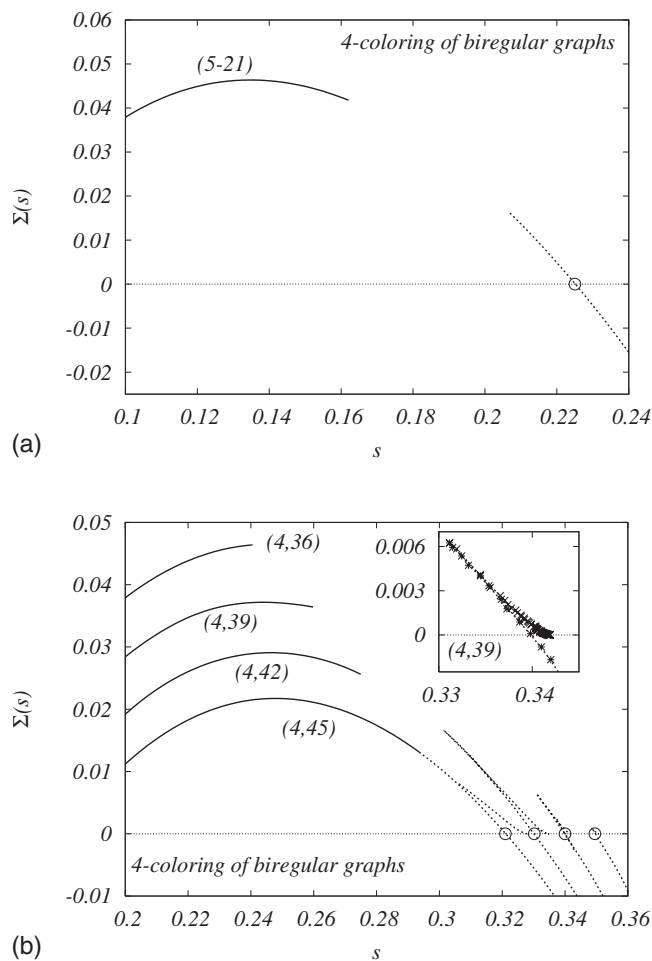 0.06
4-coloring of biregular graphs
0.05
(5-21)
0.04
0.03
Σ(s)
0.02
0.01
0
-0.01
-0.02
0.1 0.12 0.14 0.16 0.18 0.2 0.22 0.24
(a)
s
0.05
(4,36)
0.04
(4,39)
0.03
(4,42)
Σ(s)
0.02
(4,45)
0.01
0
4-coloring of biregular graphs
-0.01
0.006
0.003
0
(4,39)
0.33 0.34
0.2 0.22 0.24 0.26 0.28 0.3 0.32 0.34 0.36
(b)
s